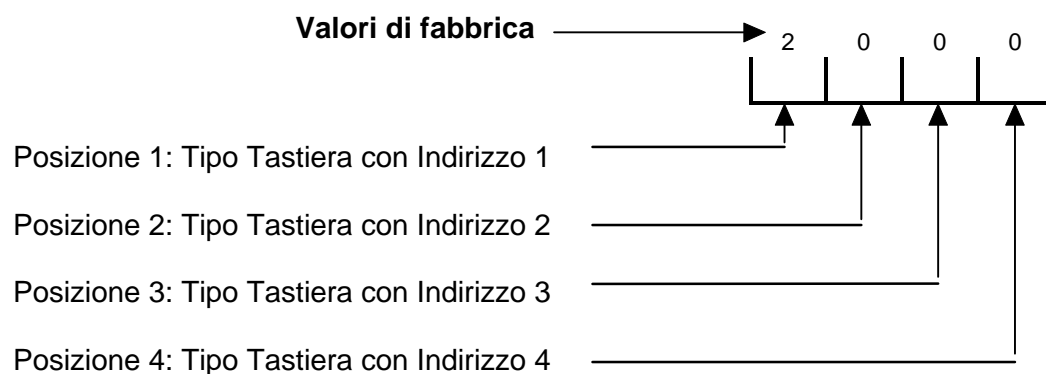 Valori di fabbrica 2 0 0 0
Posizione 1: Tipo Tastiera con Indirizzo 1
Posizione 2: Tipo Tastiera con Indirizzo 2
Posizione 3: Tipo Tastiera con Indirizzo 3
Posizione 4: Tipo Tastiera con Indirizzo 4